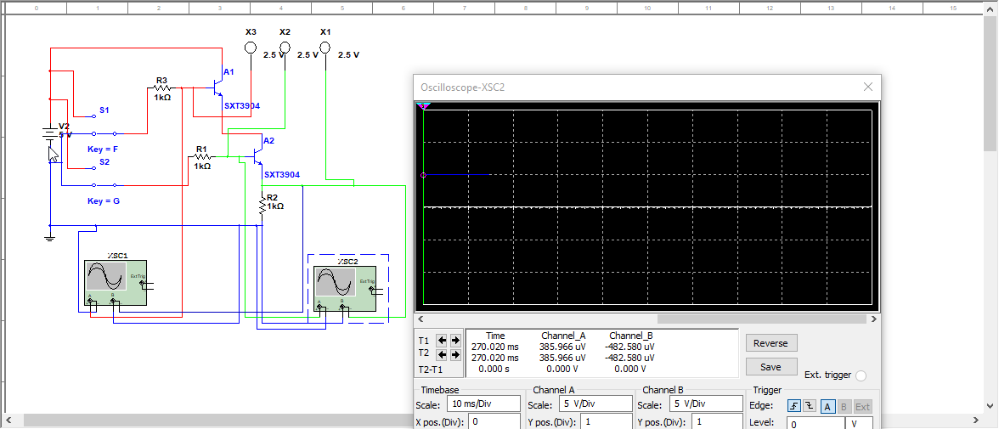 0 1 2 3 4 5 6 7 8 9 10 11 12 13 14 15
X3 X2 X1
2.5 V 2.5 V 2.5 V
A1
R3
1kΩ
SXT3904
S1
V2
5 V
Key = F
A2
R1
1kΩ
S2
SXT3904
Key = G
R2
1kΩ
XSC1
Ext Trig
A B
XSC2
Ext Trig
A B
Oscilloscope-XSC2
Time Channel_A Channel_B
T1 270.020 ms 385.966 uV -482.580 uV
T2 270.020 ms 385.966 uV -482.580 uV
T2-T1 0.000 s 0.000 V 0.000 V
Reverse
Save
Ext. trigger
Timebase
Scale: 10 ms/Div
X pos.(Div): 0
Channel A
Scale: 5 V/Div
Y pos.(Div): 1
Channel B
Scale: 5 V/Div
Y pos.(Div): 1
Trigger
Edge: A B Ext
Level: 0 V